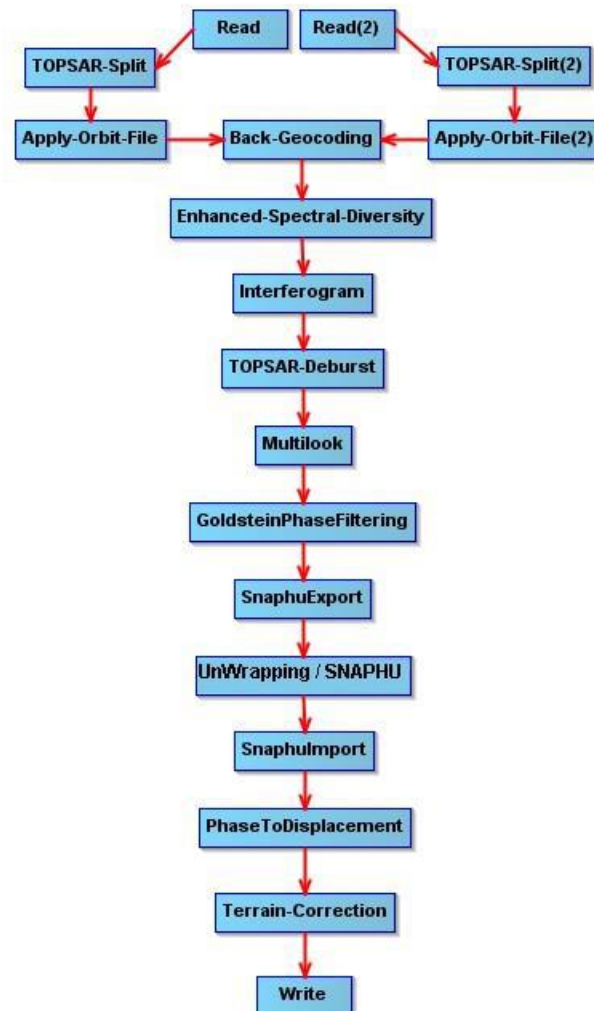 Read
Read(2)
TOPSAR-Split
TOPSAR-Split(2)
Apply-Orbit-File
Back-Geocoding
Apply-Orbit-File(2)
Enhanced-Spectral-Diversity
Interferogram
TOPSAR-Deburst
Multilook
GoldsteinPhaseFiltering
SnaphuExport
UnWrapping / SNAPHU
SnaphuImport
PhaseToDisplacement
Terrain-Correction
Write